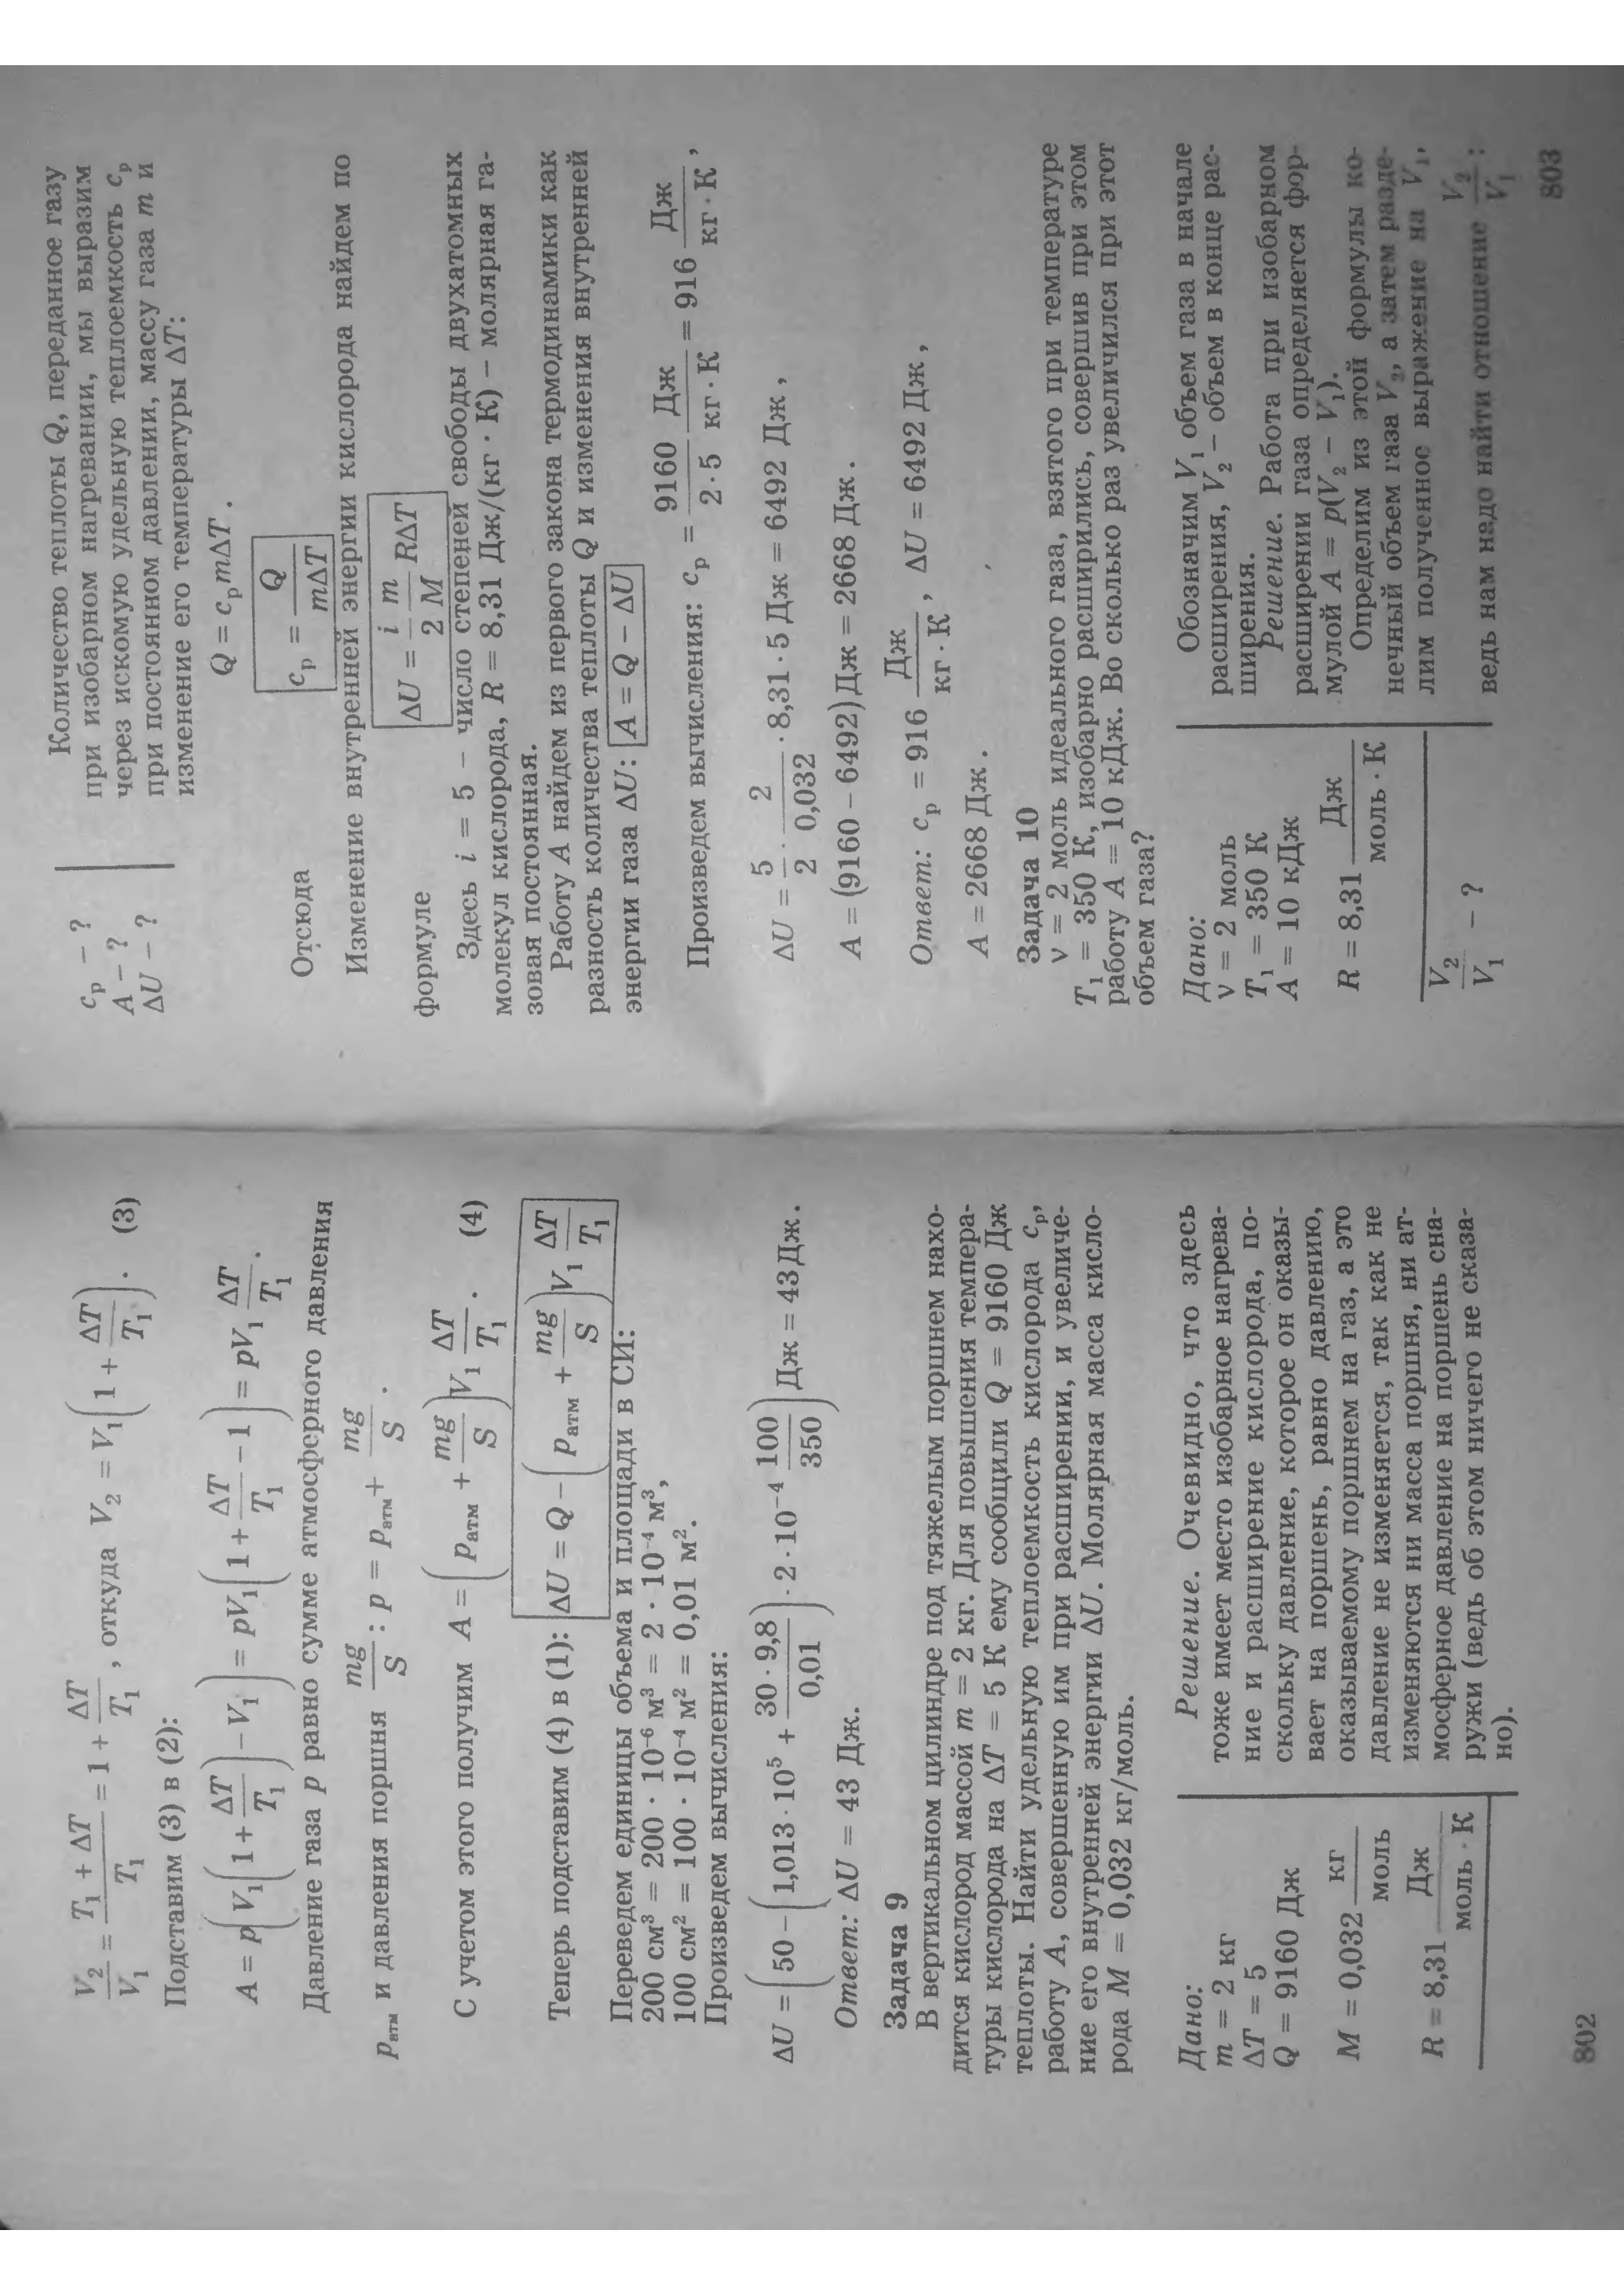 V₂/V₁ = (T₁ + ΔT)/T₁ = 1 + ΔT/T₁, откуда V₂ = V₁(1 + ΔT/T₁). (3)
Подставим (3) в (2):
A = p(V₁(1 + ΔT/T₁) − V₁) = pV₁(1 + ΔT/T₁ − 1) = pV₁ ΔT/T₁.
Давление газа p равно сумме атмосферного давления
pатм и давления поршня mg/S : p = pатм + mg/S.
С учетом этого получим A = (pатм + mg/S)V₁ ΔT/T₁. (4)
Теперь подставим (4) в (1): ΔU = Q − (pатм + mg/S)V₁ ΔT/T₁
Переведем единицы объема и площади в СИ:
200 см³ = 200 · 10⁻⁶ м³ = 2 · 10⁻⁴ м³,
100 см² = 100 · 10⁻⁴ м² = 0,01 м².
Произведем вычисления:
ΔU = (50 − (1,013 · 10⁵ + 30 · 9,8/0,01) · 2 · 10⁻⁴ 100/350) Дж = 43 Дж.
Ответ: ΔU = 43 Дж.
Задача 9
В вертикальном цилиндре под тяжелым поршнем нахо-
дится кислород массой m = 2 кг. Для повышения темпера-
туры кислорода на ΔT = 5 К ему сообщили Q = 9160 Дж
теплоты. Найти удельную теплоемкость кислорода cр,
работу A, совершенную им при расширении, и увеличе-
ние его внутренней энергии ΔU. Молярная масса кисло-
рода M = 0,032 кг/моль.
Дано:
m = 2 кг
ΔT = 5
Q = 9160 Дж
M = 0,032 кг/моль
R = 8,31 Дж/моль · К
Решение. Очевидно, что здесь
тоже имеет место изобарное нагрева-
ние и расширение кислорода, по-
скольку давление, которое он оказы-
вает на поршень, равно давлению,
оказываемому поршнем на газ, а это
давление не изменяется, так как не
изменяются ни масса поршня, ни ат-
мосферное давление на поршень сна-
ружи (ведь об этом ничего не сказа-
но).
802
cр − ?
A − ?
ΔU − ?
Количество теплоты Q, переданное газу
при изобарном нагревании, мы выразим
через искомую удельную теплоемкость cр
при постоянном давлении, массу газа m и
изменение его температуры ΔT:
Q = cрmΔT.
Отсюда cр = Q/mΔT
Изменение внутренней энергии кислорода найдем по
формуле ΔU = i/2 m/M RΔT
Здесь i = 5 − число степеней свободы двухатомных
молекул кислорода, R = 8,31 Дж/(кг · К) − молярная га-
зовая постоянная.
Работу A найдем из первого закона термодинамики как
разность количества теплоты Q и изменения внутренней
энергии газа ΔU: A = Q − ΔU
Произведем вычисления: cр = 9160/2 · 5 Дж/кг · К = 916 Дж/кг · К,
ΔU = 5/2 · 2/0,032 · 8,31 · 5 Дж = 6492 Дж,
A = (9160 − 6492) Дж = 2668 Дж.
Ответ: cр = 916 Дж/кг · К, ΔU = 6492 Дж,
A = 2668 Дж.
Задача 10
ν = 2 моль идеального газа, взятого при температуре
T₁ = 350 К, изобарно расширились, совершив при этом
работу A = 10 кДж. Во сколько раз увеличился при этот
объем газа?
Дано:
ν = 2 моль
T₁ = 350 К
A = 10 кДж
R = 8,31 Дж/моль · К
V₂/V₁ − ?
Обозначим V₁ объем газа в начале
расширения, V₂ − объем в конце рас-
ширения.
Решение. Работа при изобарном
расширении газа определяется фор-
мулой A = p(V₂ − V₁).
Определим из этой формулы ко-
нечный объем газа V₂, а затем разде-
лим полученное выражение на V₁,
ведь нам надо найти отношение V₂/V₁ :
803